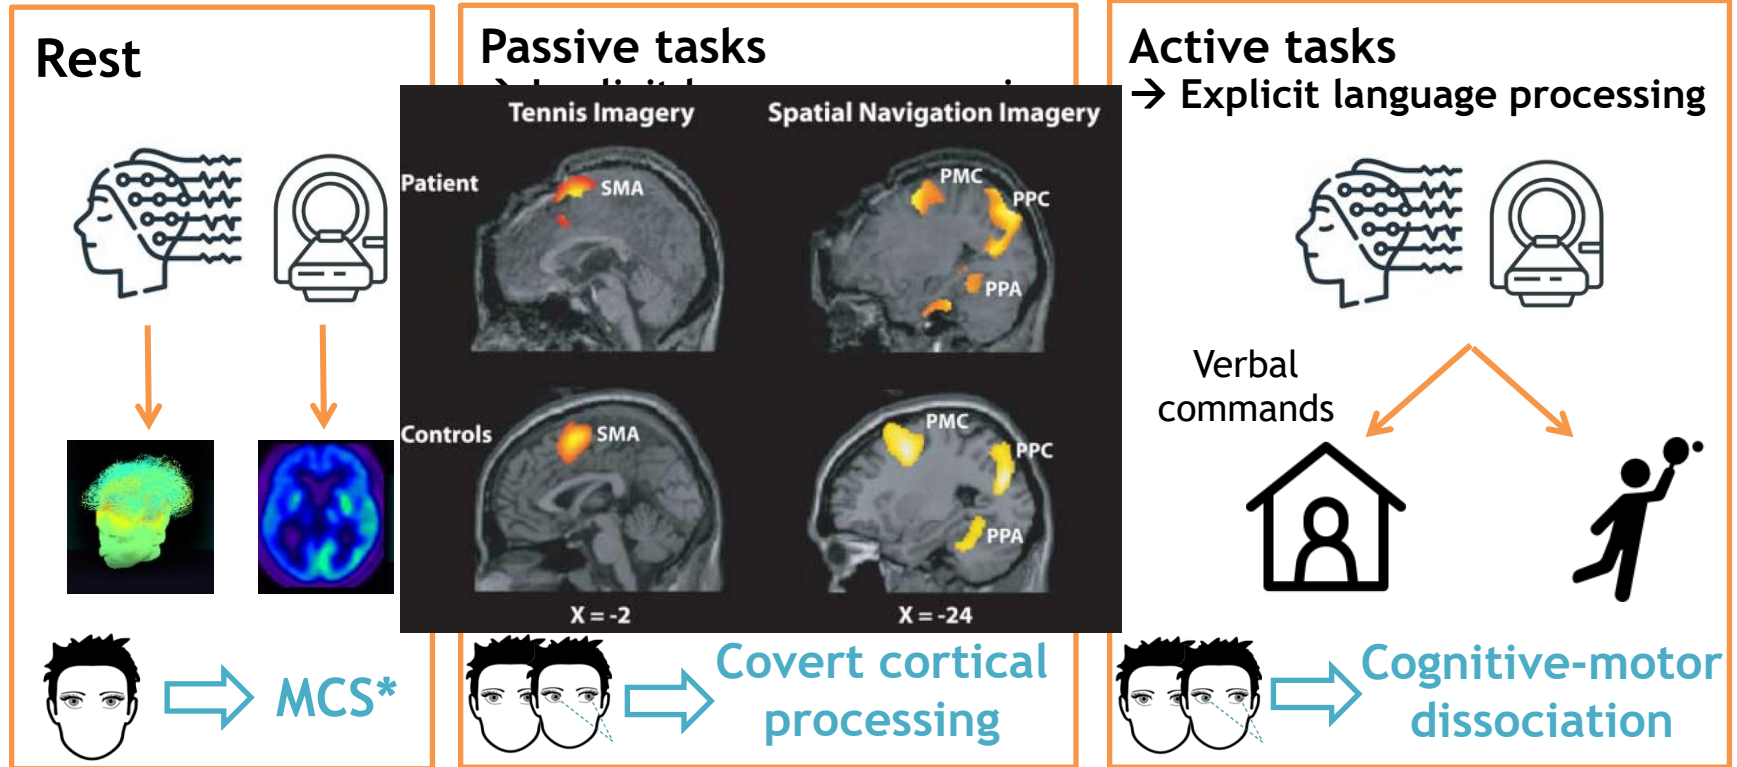 Rest
MCS*
Passive tasks
Tennis Imagery
Spatial Navigation Imagery
Patient
SMA
PMC
PPC
PPA
Controls
SMA
PMC
PPC
PPA
X = -2
X = -24
Covert cortical
processing
Active tasks
→ Explicit language processing
Verbal
commands
Cognitive-motor
dissociation